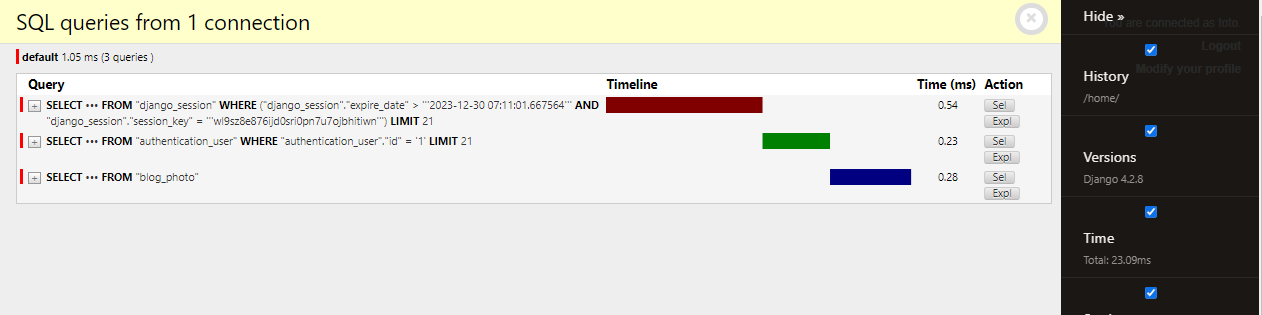 SQL queries from 1 connection
default 1.05 ms (3 queries )
Query Timeline Time (ms) Action
SELECT ••• FROM "django_session" WHERE ("django_session"."expire_date" > '''2023-12-30 07:11:01.667564''' AND
"django_session"."session_key" = '''wl9sz8e876ijd0sri0pn7u7ojbhitiwn''') LIMIT 21
0.54
Sel
Expl
SELECT ••• FROM "authentication_user" WHERE "authentication_user"."id" = '1' LIMIT 21
0.23
Sel
Expl
SELECT ••• FROM "blog_photo"
0.28
Sel
Expl
Hide »
are connected as toto.
Logout
Modify your profile
History
/home/
Versions
Django 4.2.8
Time
Total: 23.09ms